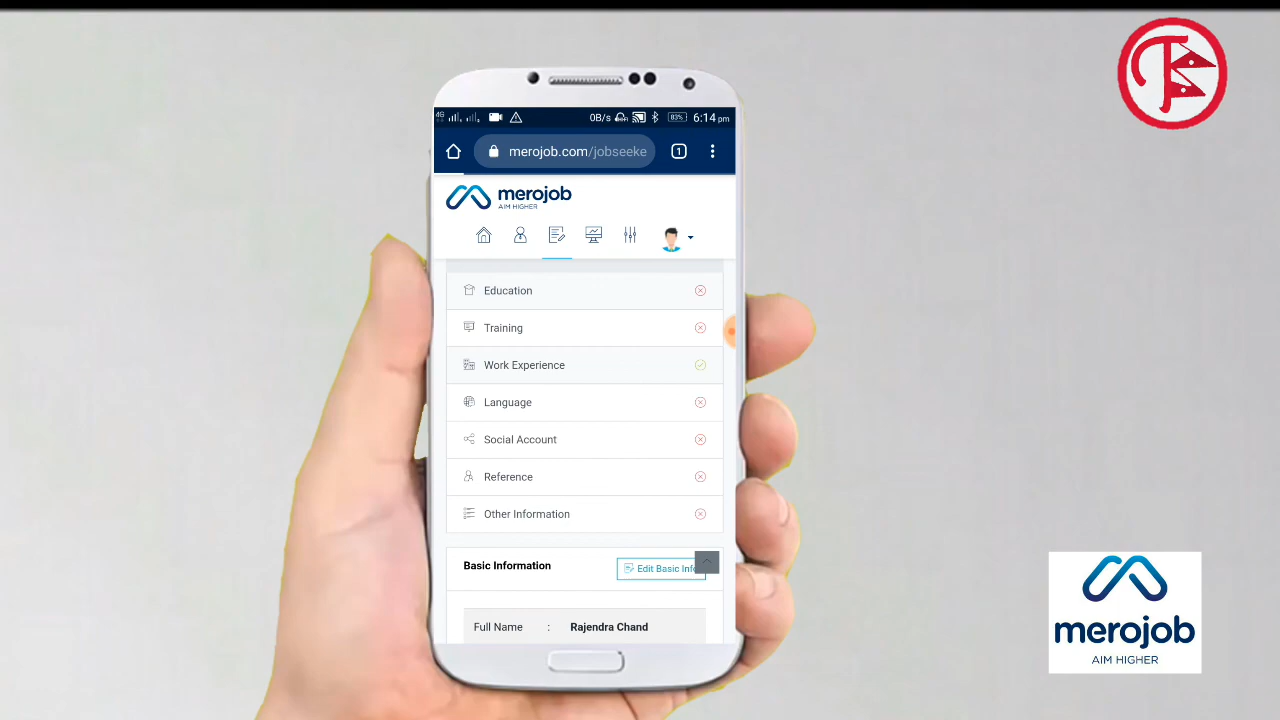 4G
0B/s
83%
6:14 pm
merojob.com/jobseeke
1
merojob
AIM HIGHER
Education
Training
Work Experience
Language
Social Account
Reference
Other Information
Basic Information
Edit Basic Info
Full Name : Rajendra Chand
merojob
AIM HIGHER